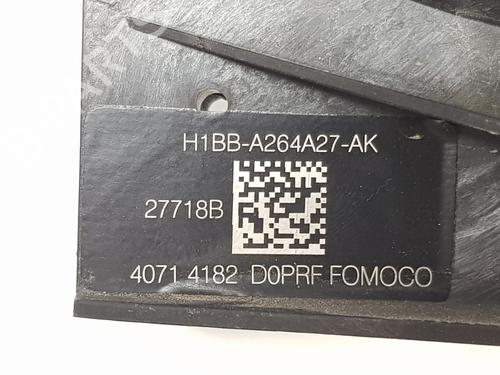 H1BB-A264A27-AK
27718B
4071 4182 D0PRF FOMOCO